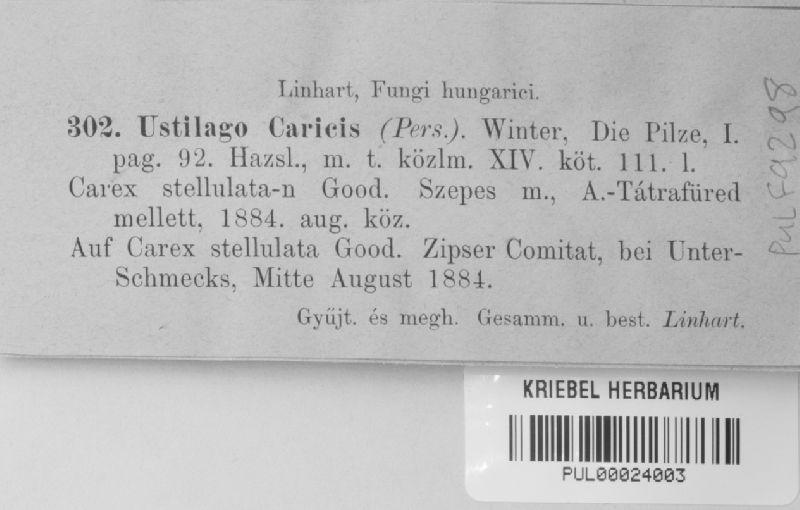 Linhart, Fungi hungarici.
302. Ustilago Caricis (Pers.). Winter, Die Pilze, I.
pag. 92. Hazsl., m. t. közlm. XIV. köt. 111. l.
Carex stellulata-n Good. Szepes m., A.-Tátrafüred
mellett, 1884. aug. köz.
Auf Carex stellulata Good. Zipser Comitat, bei Unter-
Schmecks, Mitte August 1884.
Gyűjt. és megh. Gesamm. u. best. Linhart.
PUL F9298
KRIEBEL HERBARIUM
PUL00024003